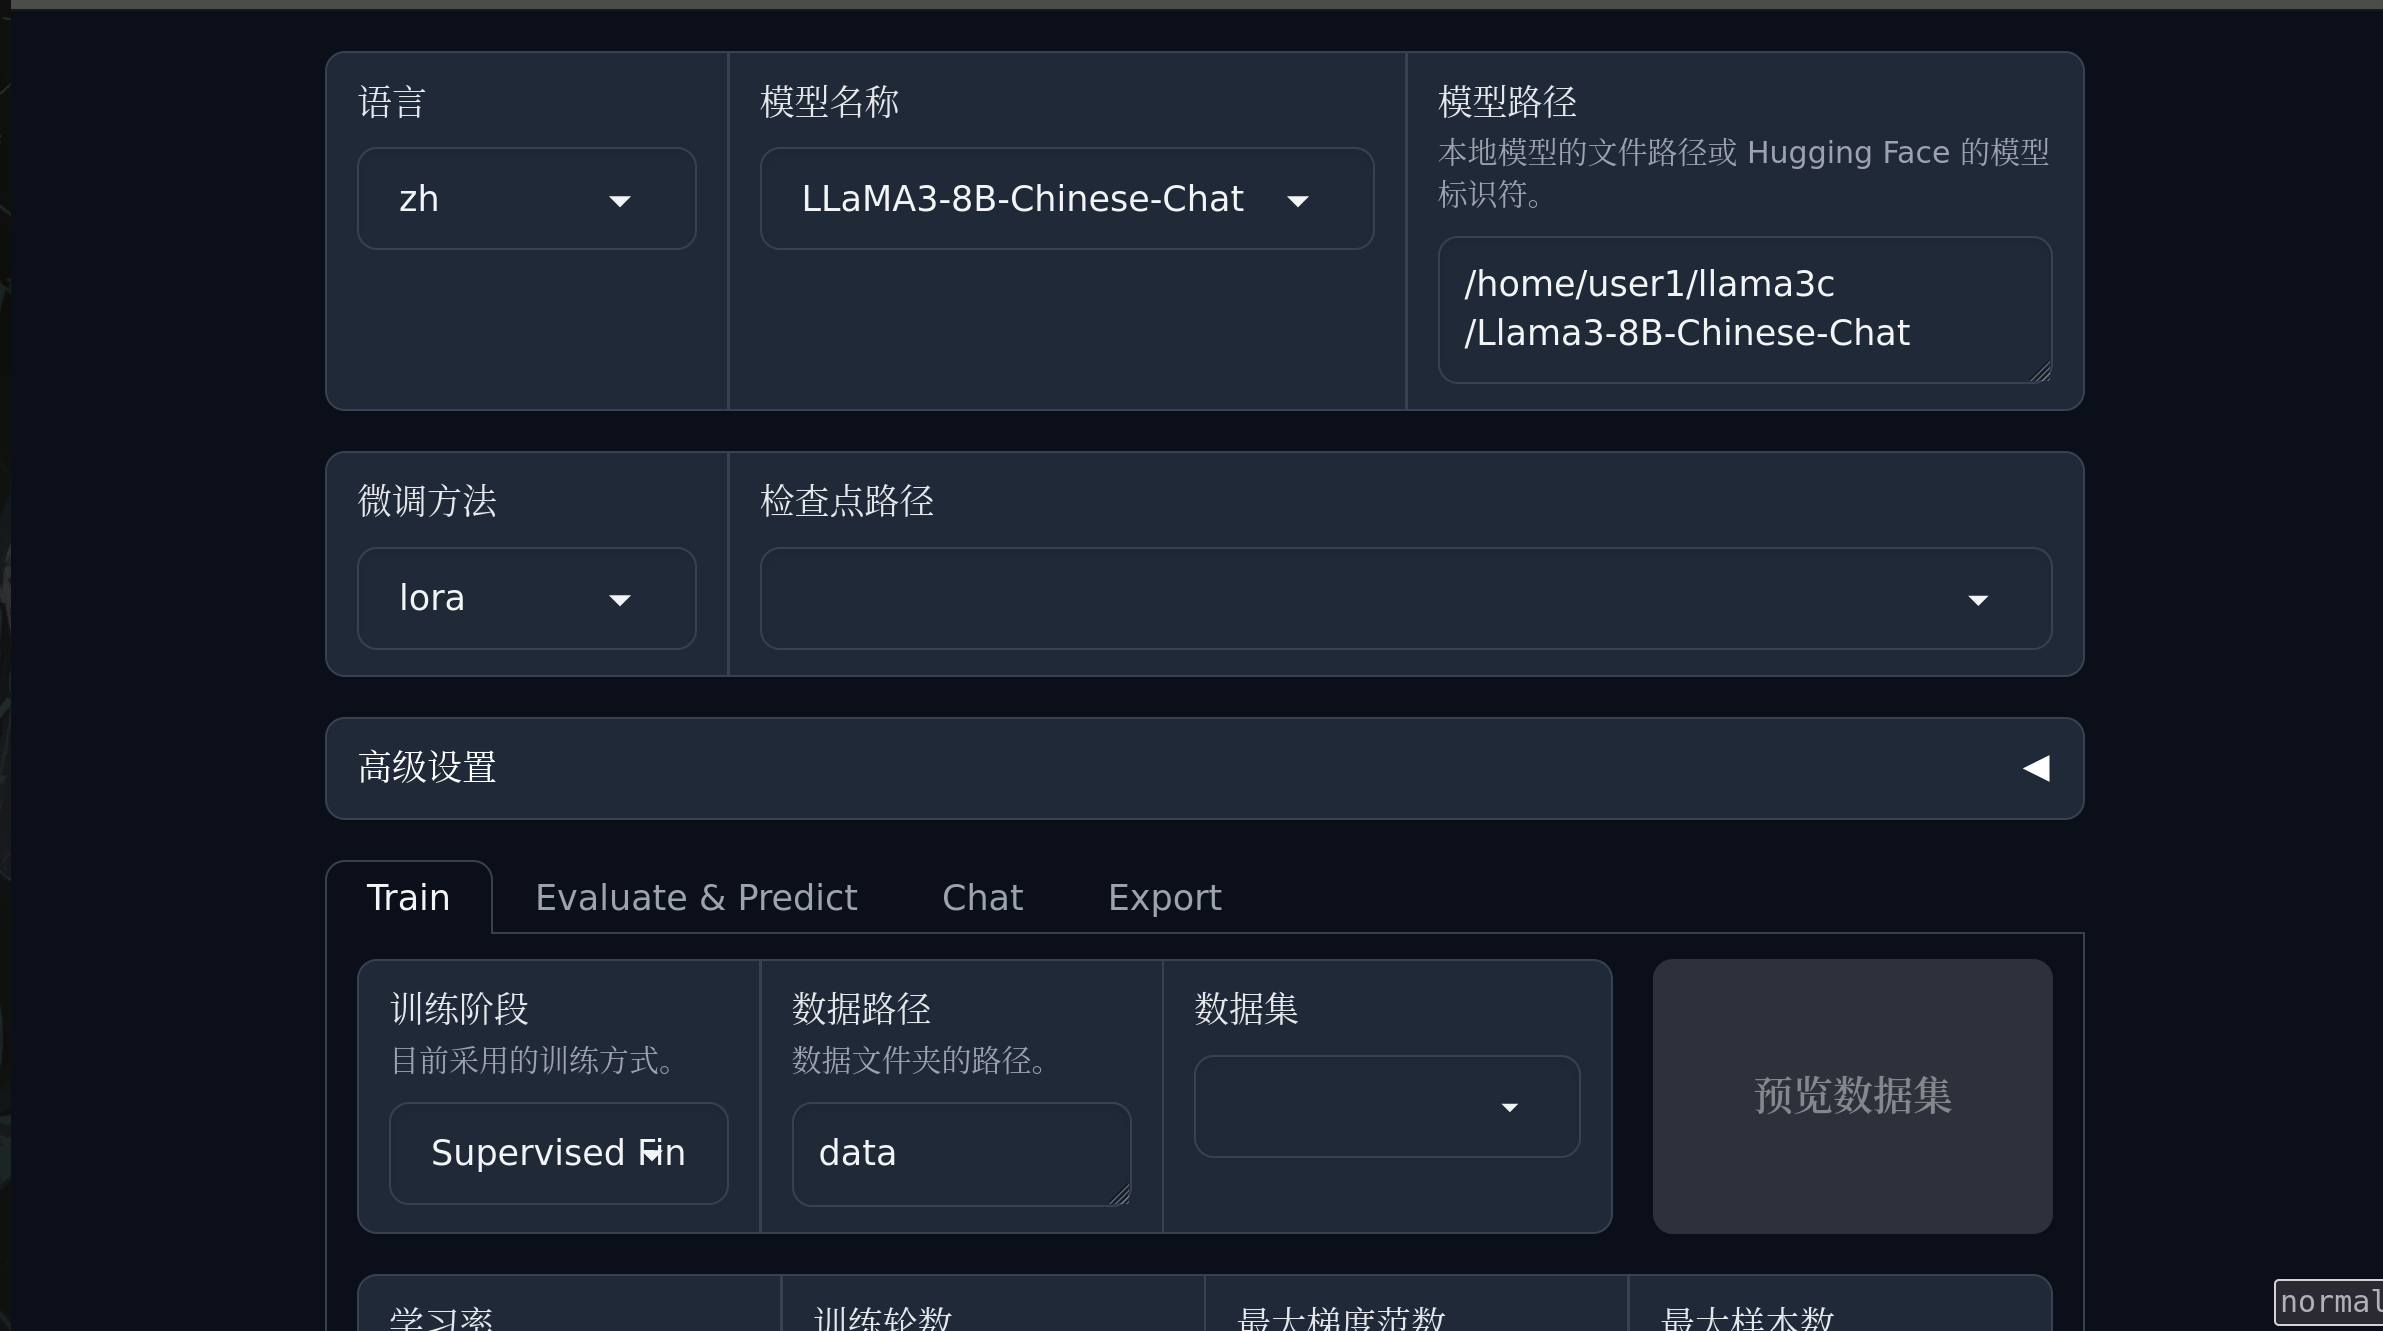 语言
zh
模型名称
LLaMA3-8B-Chinese-Chat
模型路径
本地模型的文件路径或 Hugging Face 的模型
标识符。
/home/user1/llama3c
/Llama3-8B-Chinese-Chat
微调方法
lora
检查点路径
高级设置
Train
Evaluate & Predict
Chat
Export
训练阶段
目前采用的训练方式。
Supervised Fin
数据路径
数据文件夹的路径。
data
数据集
预览数据集
学习率
训练轮数
最大梯度范数
最大样本数
normal